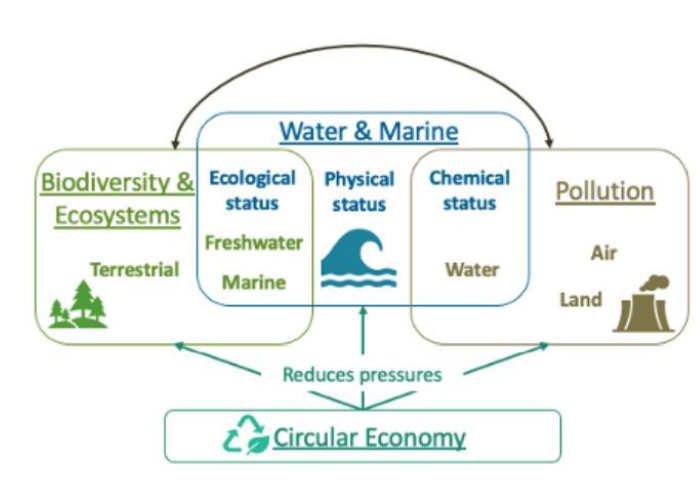 Water & Marine
Biodiversity &
Ecosystems
Terrestrial
Ecological
status
Freshwater
Marine
Physical
status
Chemical
status
Water
Pollution
Air
Land
Reduces pressures
Circular Economy